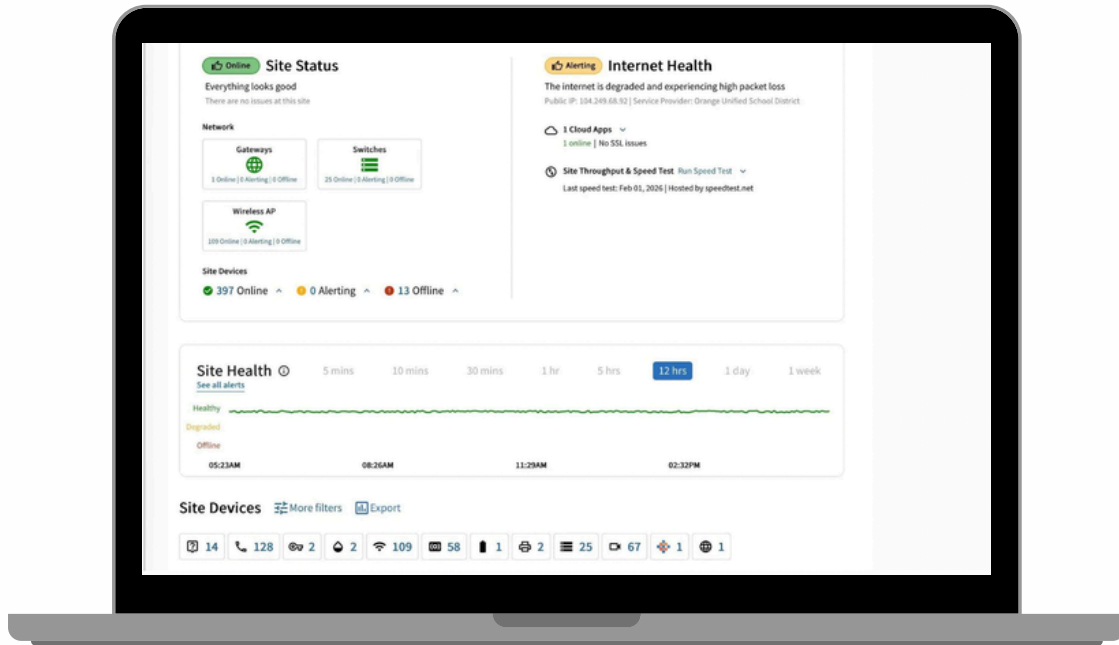 Online Site Status
Everything looks good
There are no issues at this site
Network
Gateways
1 Online | 0 Alerting | 0 Offline
Switches
25 Online | 0 Alerting | 0 Offline
Wireless AP
109 Online | 0 Alerting | 0 Offline
Site Devices
397 Online 0 Alerting 13 Offline
Alerting Internet Health
The internet is degraded and experiencing high packet loss
Public IP: 104.249.68.92 | Service Provider: Orange Unified School District
1 Cloud Apps
1 online | No SSL issues
Site Throughput & Speed Test Run Speed Test
Last speed test: Feb 01, 2026 | Hosted by speedtest.net
Site Health 5 mins 10 mins 30 mins 1 hr 5 hrs 12 hrs 1 day 1 week
See all alerts
Healthy
Degraded
Offline
05:23AM 08:26AM 11:29AM 02:32PM
Site Devices More filters Export
14 128 2 2 109 58 1 2 25 67 1 1